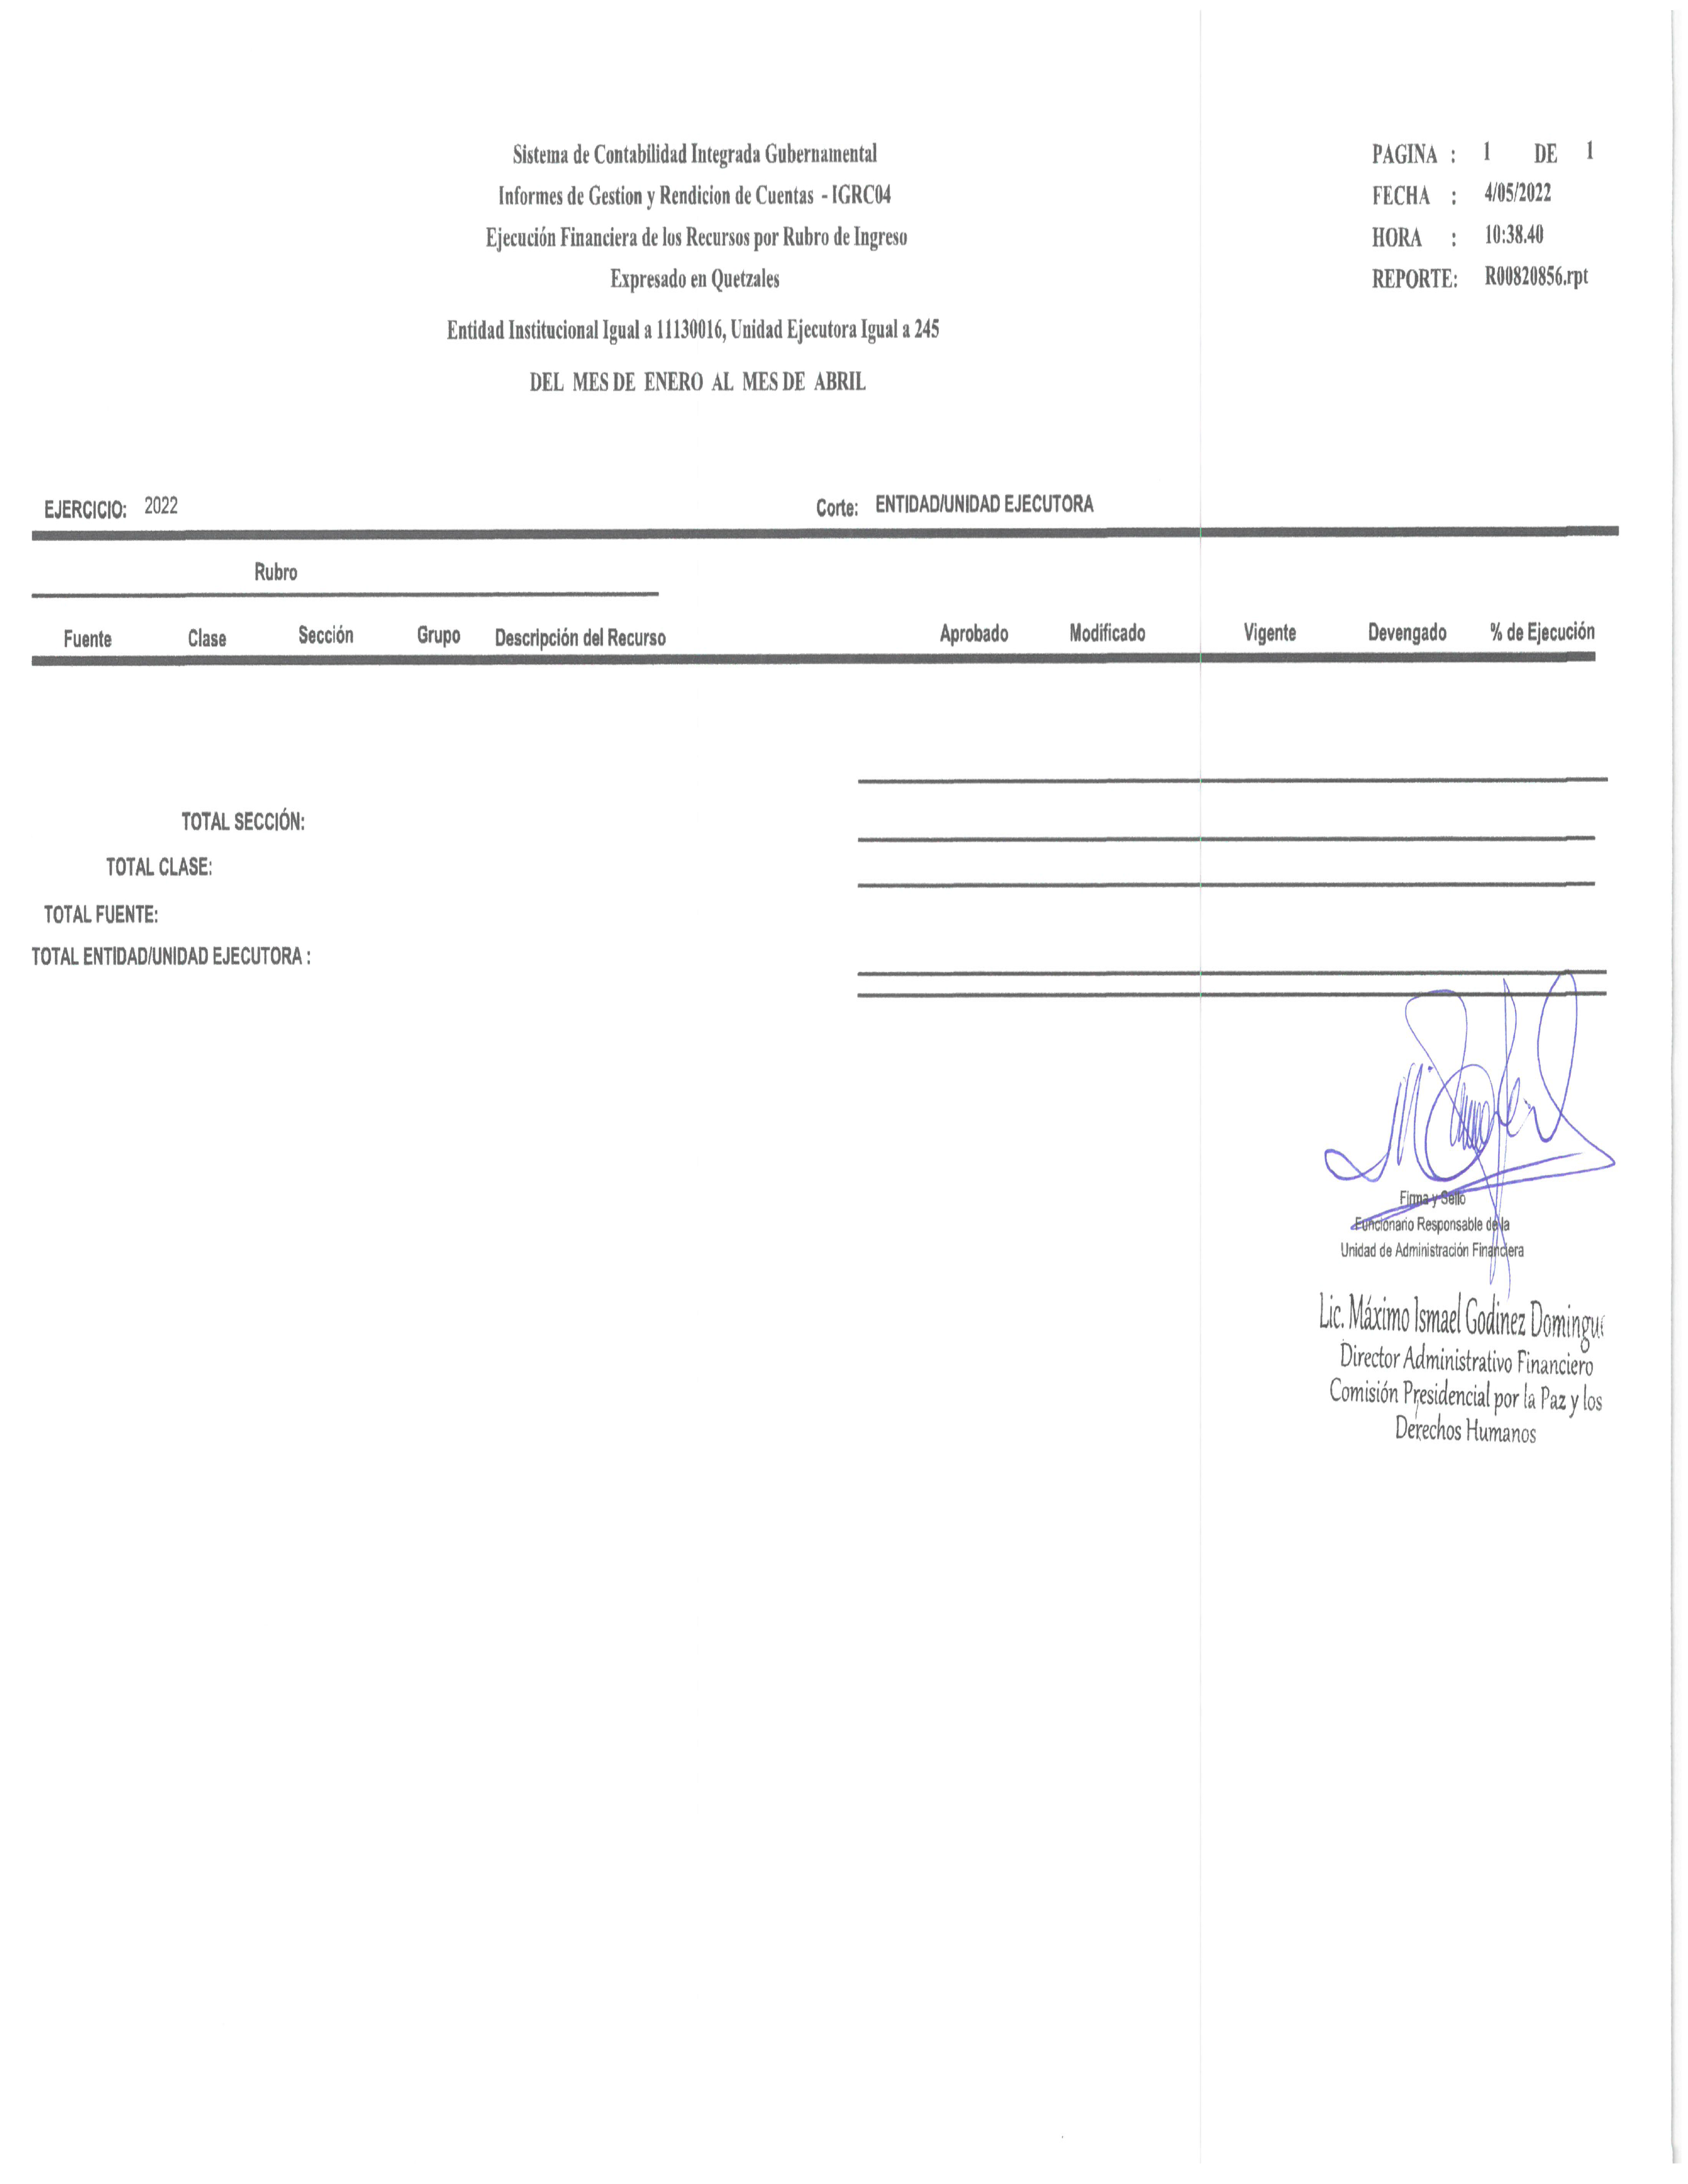 Sistema de Contabilidad Integrada Gubernamental
Informes de Gestion y Rendicion de Cuentas - IGRC04
Ejecución Financiera de los Recursos por Rubro de Ingreso
Expresado en Quetzales
Entidad Institucional Igual a 11130016, Unidad Ejecutora Igual a 245
DEL MES DE ENERO AL MES DE ABRIL
PAGINA : 1 DE 1
FECHA : 4/05/2022
HORA : 10:38.40
REPORTE: R00820856.rpt
EJERCICIO: 2022 Corte: ENTIDAD/UNIDAD EJECUTORA
Rubro
Fuente Clase Sección Grupo Descripción del Recurso Aprobado Modificado Vigente Devengado % de Ejecución
TOTAL SECCIÓN:
TOTAL CLASE:
TOTAL FUENTE:
TOTAL ENTIDAD/UNIDAD EJECUTORA :
Firma y Sello
Funcionario Responsable de la
Unidad de Administración Financiera
Lic. Máximo Ismael Godinez Domingu
Director Administrativo Financiero
Comisión Presidencial por la Paz y los
Derechos Humanos